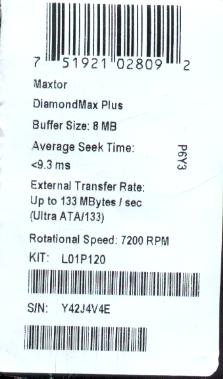 7 51921 02809 2
Maxtor
DiamondMax Plus
Buffer Size: 8 MB
Average Seek Time:
<9.3 ms
External Transfer Rate:
Up to 133 MBytes / sec
(Ultra ATA/133)
Rotational Speed: 7200 RPM
KIT: L01P120
S/N: Y42J4V4E
P6Y3